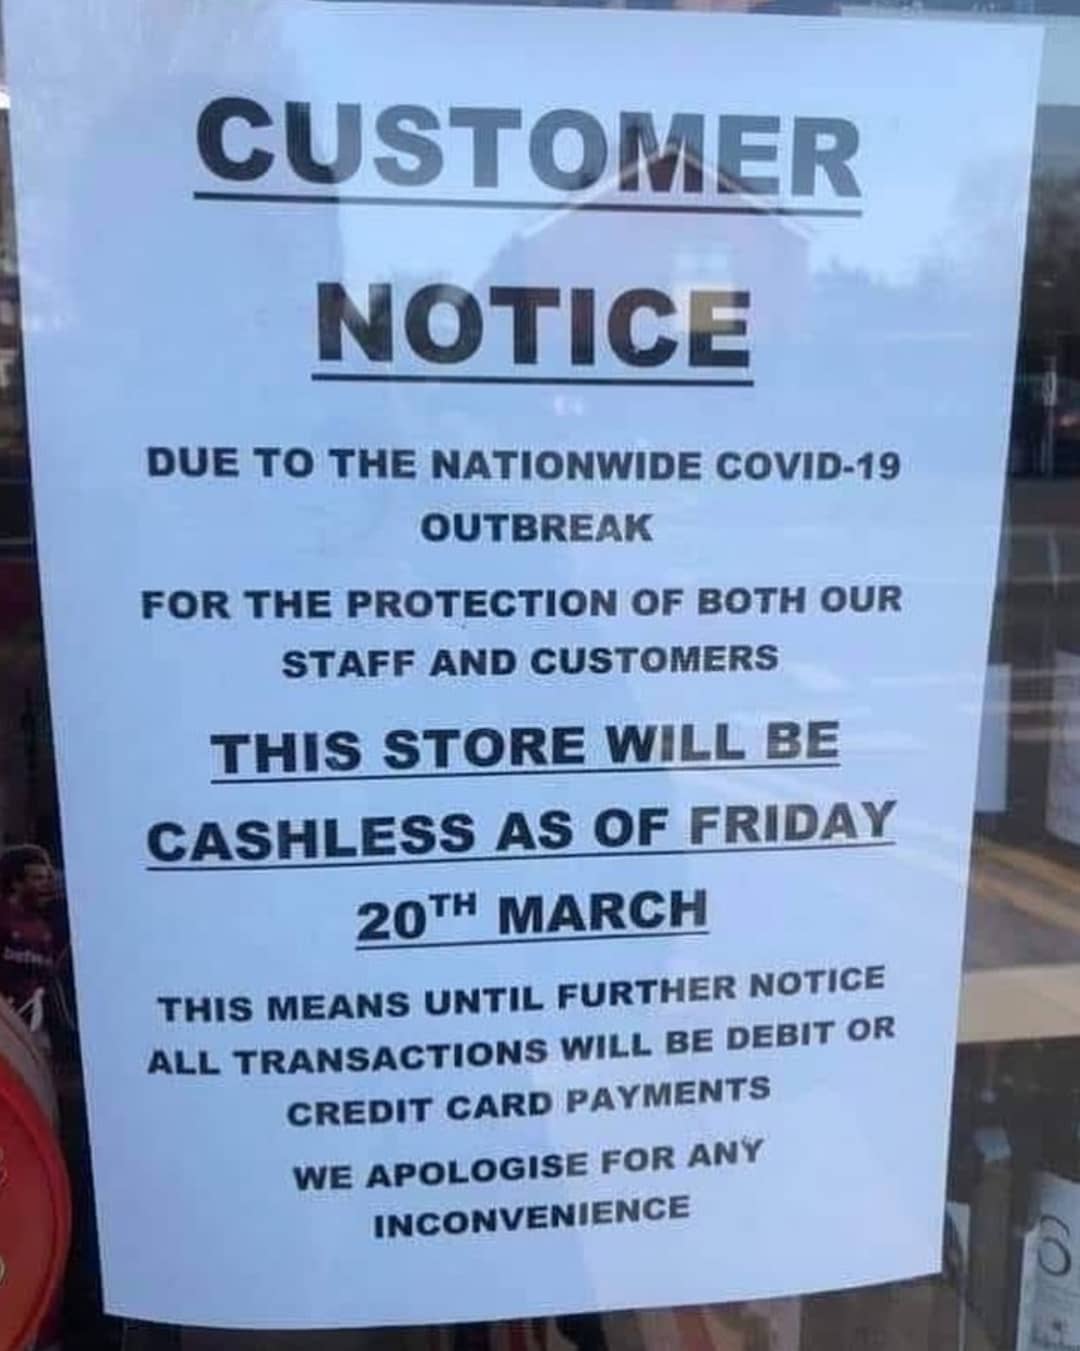 CUSTOMER
NOTICE
DUE TO THE NATIONWIDE COVID-19
OUTBREAK
FOR THE PROTECTION OF BOTH OUR
STAFF AND CUSTOMERS
THIS STORE WILL BE
CASHLESS AS OF FRIDAY
20TH MARCH
THIS MEANS UNTIL FURTHER NOTICE
ALL TRANSACTIONS WILL BE DEBIT OR
CREDIT CARD PAYMENTS
WE APOLOGISE FOR ANY
INCONVENIENCE